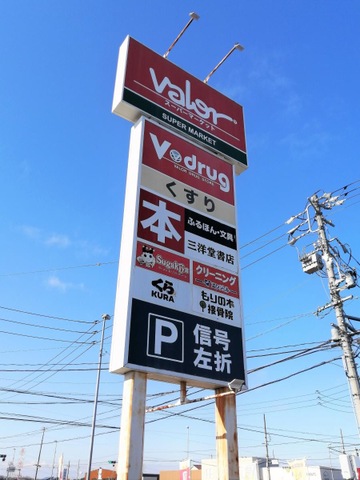 valor
スーパーマーケット
SUPER MARKET
V drug
くすり
本
ふるほん・文具
三洋堂書店
Sugakiya
クリーニング
くら
KURA
もりの木
接骨院
P
信号
左折